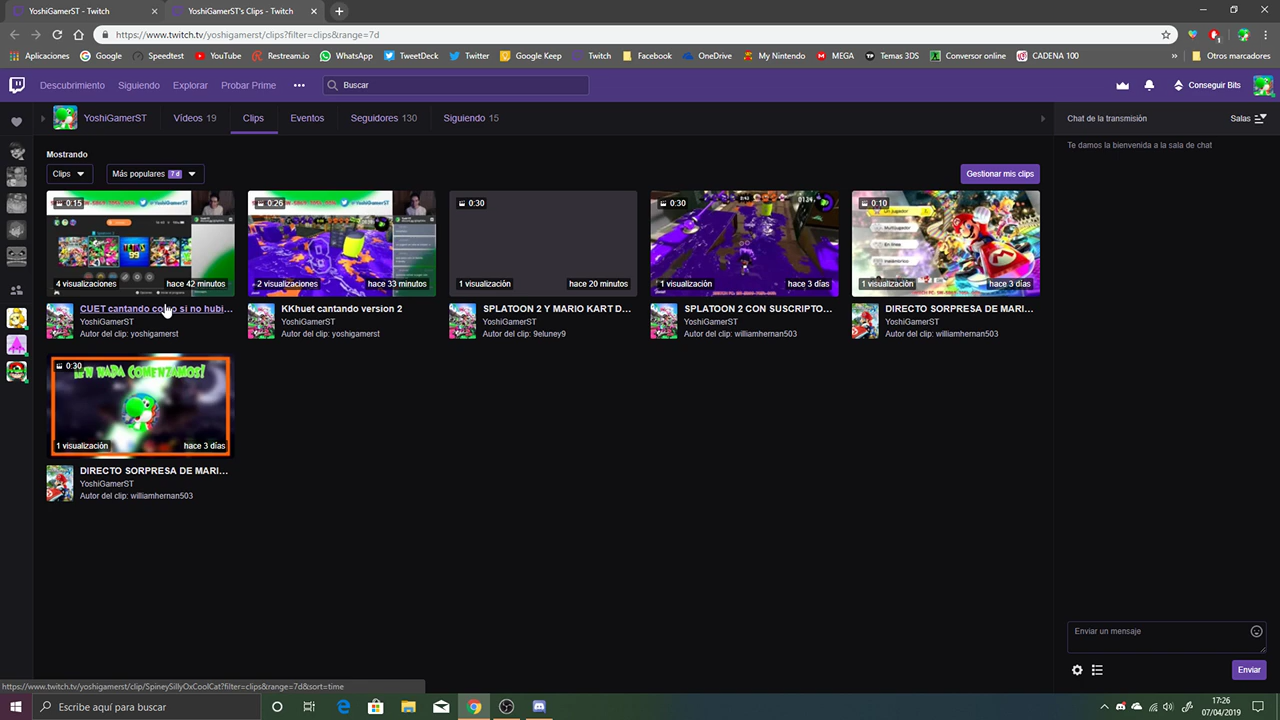 YoshiGamerST - Twitch
YoshiGamerST's Clips - Twitch
https://www.twitch.tv/yoshigamerst/clips?filter=clips&range=7d
Aplicaciones Google Speedtest YouTube Restream.io WhatsApp TweetDeck Twitter Google Keep Twitch Facebook OneDrive My Nintendo MEGA Temas 3DS Conversor online CADENA 100 » Otros marcadores
Descubrimiento Siguiendo Explorar Probar Prime ••• Buscar Conseguir Bits
YoshiGamerST Vídeos 19 Clips Eventos Seguidores 130 Siguiendo 15
Chat de la transmisión Salas
Te damos la bienvenida a la sala de chat
Mostrando
Clips Más populares 7 d Gestionar mis clips
0:15
4 visualizaciones hace 42 minutos
CUET cantando como si no hubi...
YoshiGamerST
Autor del clip: yoshigamerst
0:26
2 visualizaciones hace 33 minutos
KKhuet cantando version 2
YoshiGamerST
Autor del clip: yoshigamerst
0:30
1 visualización hace 20 minutos
SPLATOON 2 Y MARIO KART D...
YoshiGamerST
Autor del clip: 9eluney9
0:30
1 visualización hace 3 días
SPLATOON 2 CON SUSCRIPTO...
YoshiGamerST
Autor del clip: williamhernan503
0:10
Un jugador
Multijugador
En línea
Inalámbrico
1 visualización hace 3 días
DIRECTO SORPRESA DE MARI...
YoshiGamerST
Autor del clip: williamhernan503
0:30
COMENZAMOS!
1 visualización hace 3 días
DIRECTO SORPRESA DE MARI...
YoshiGamerST
Autor del clip: williamhernan503
Enviar un mensaje
Enviar
https://www.twitch.tv/yoshigamerst/clip/SpineySillyOxCoolCat?filter=clips&range=7d&sort=time
Escribe aquí para buscar
17:26
07/04/2019